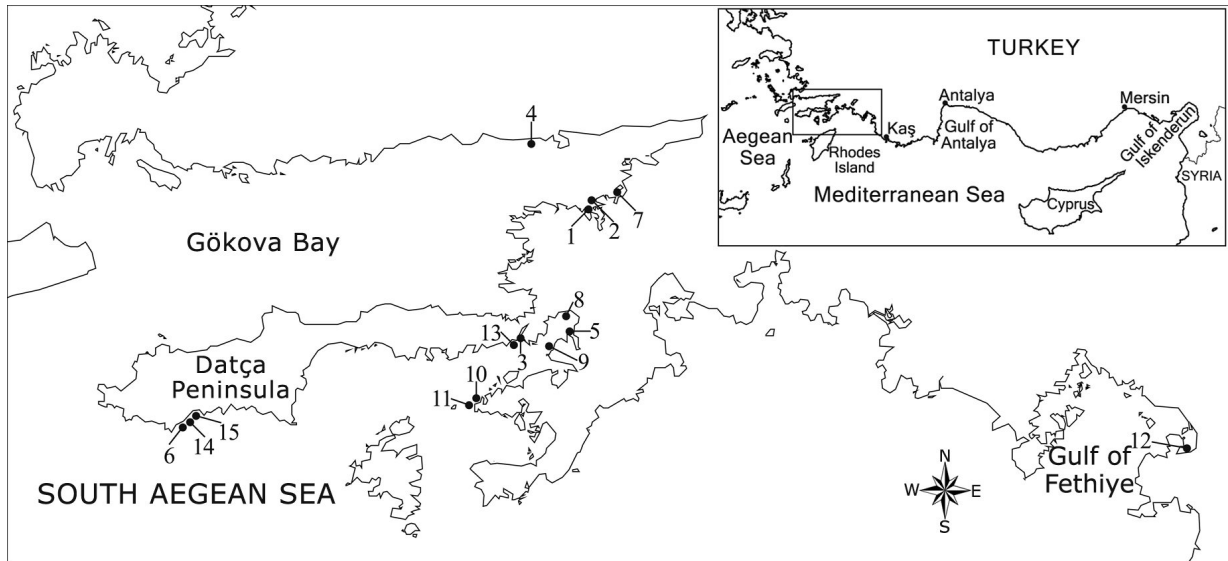 TURKEY
Antalya
Mersin
Kaş
Gulf of
Antalya
Gulf of
Iskenderun
Aegean
Sea
Rhodes
Island
SYRIA
Mediterranean Sea
Cyprus
4
7
1
2
Gökova Bay
8
13
3
5
9
Datça
Peninsula
10
11
15
14
6
12
Gulf of
Fethiye
SOUTH AEGEAN SEA
N
W
E
S